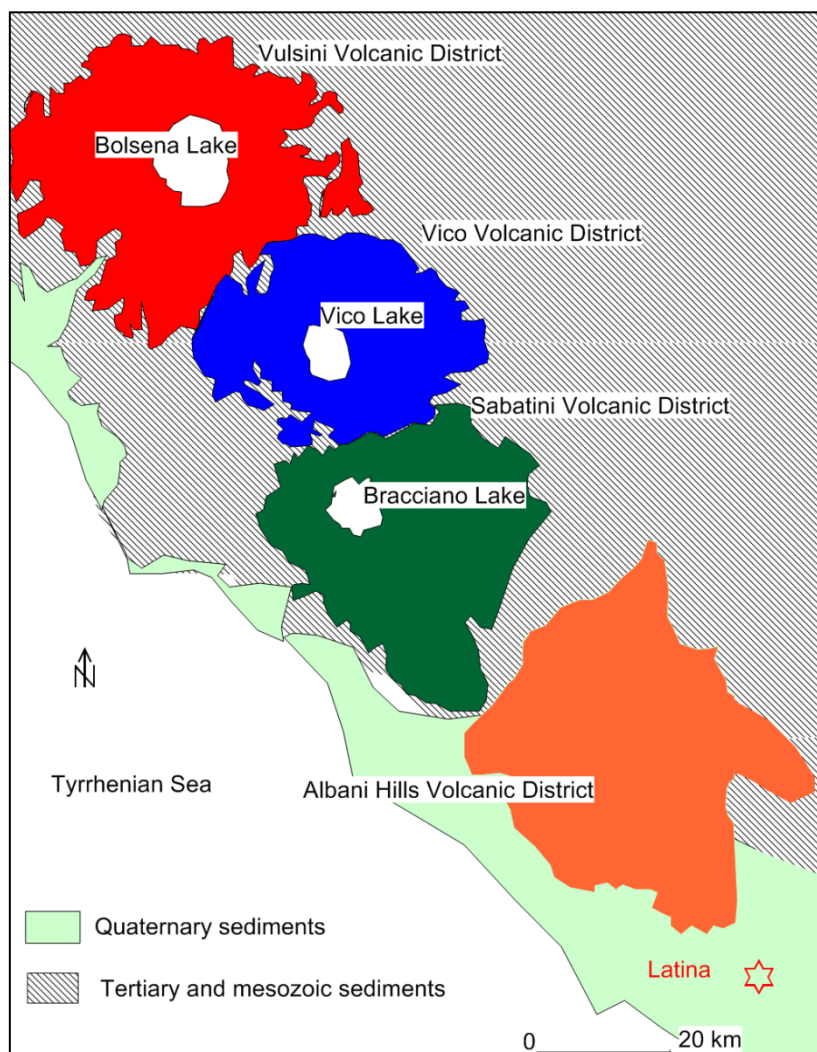 Vulsini Volcanic District
Bolsena Lake
Vico Volcanic District
Vico Lake
Sabatini Volcanic District
Bracciano Lake
N
Tyrrhenian Sea
Albani Hills Volcanic District
Quaternary sediments
Latina
Tertiary and mesozoic sediments
0 20 km